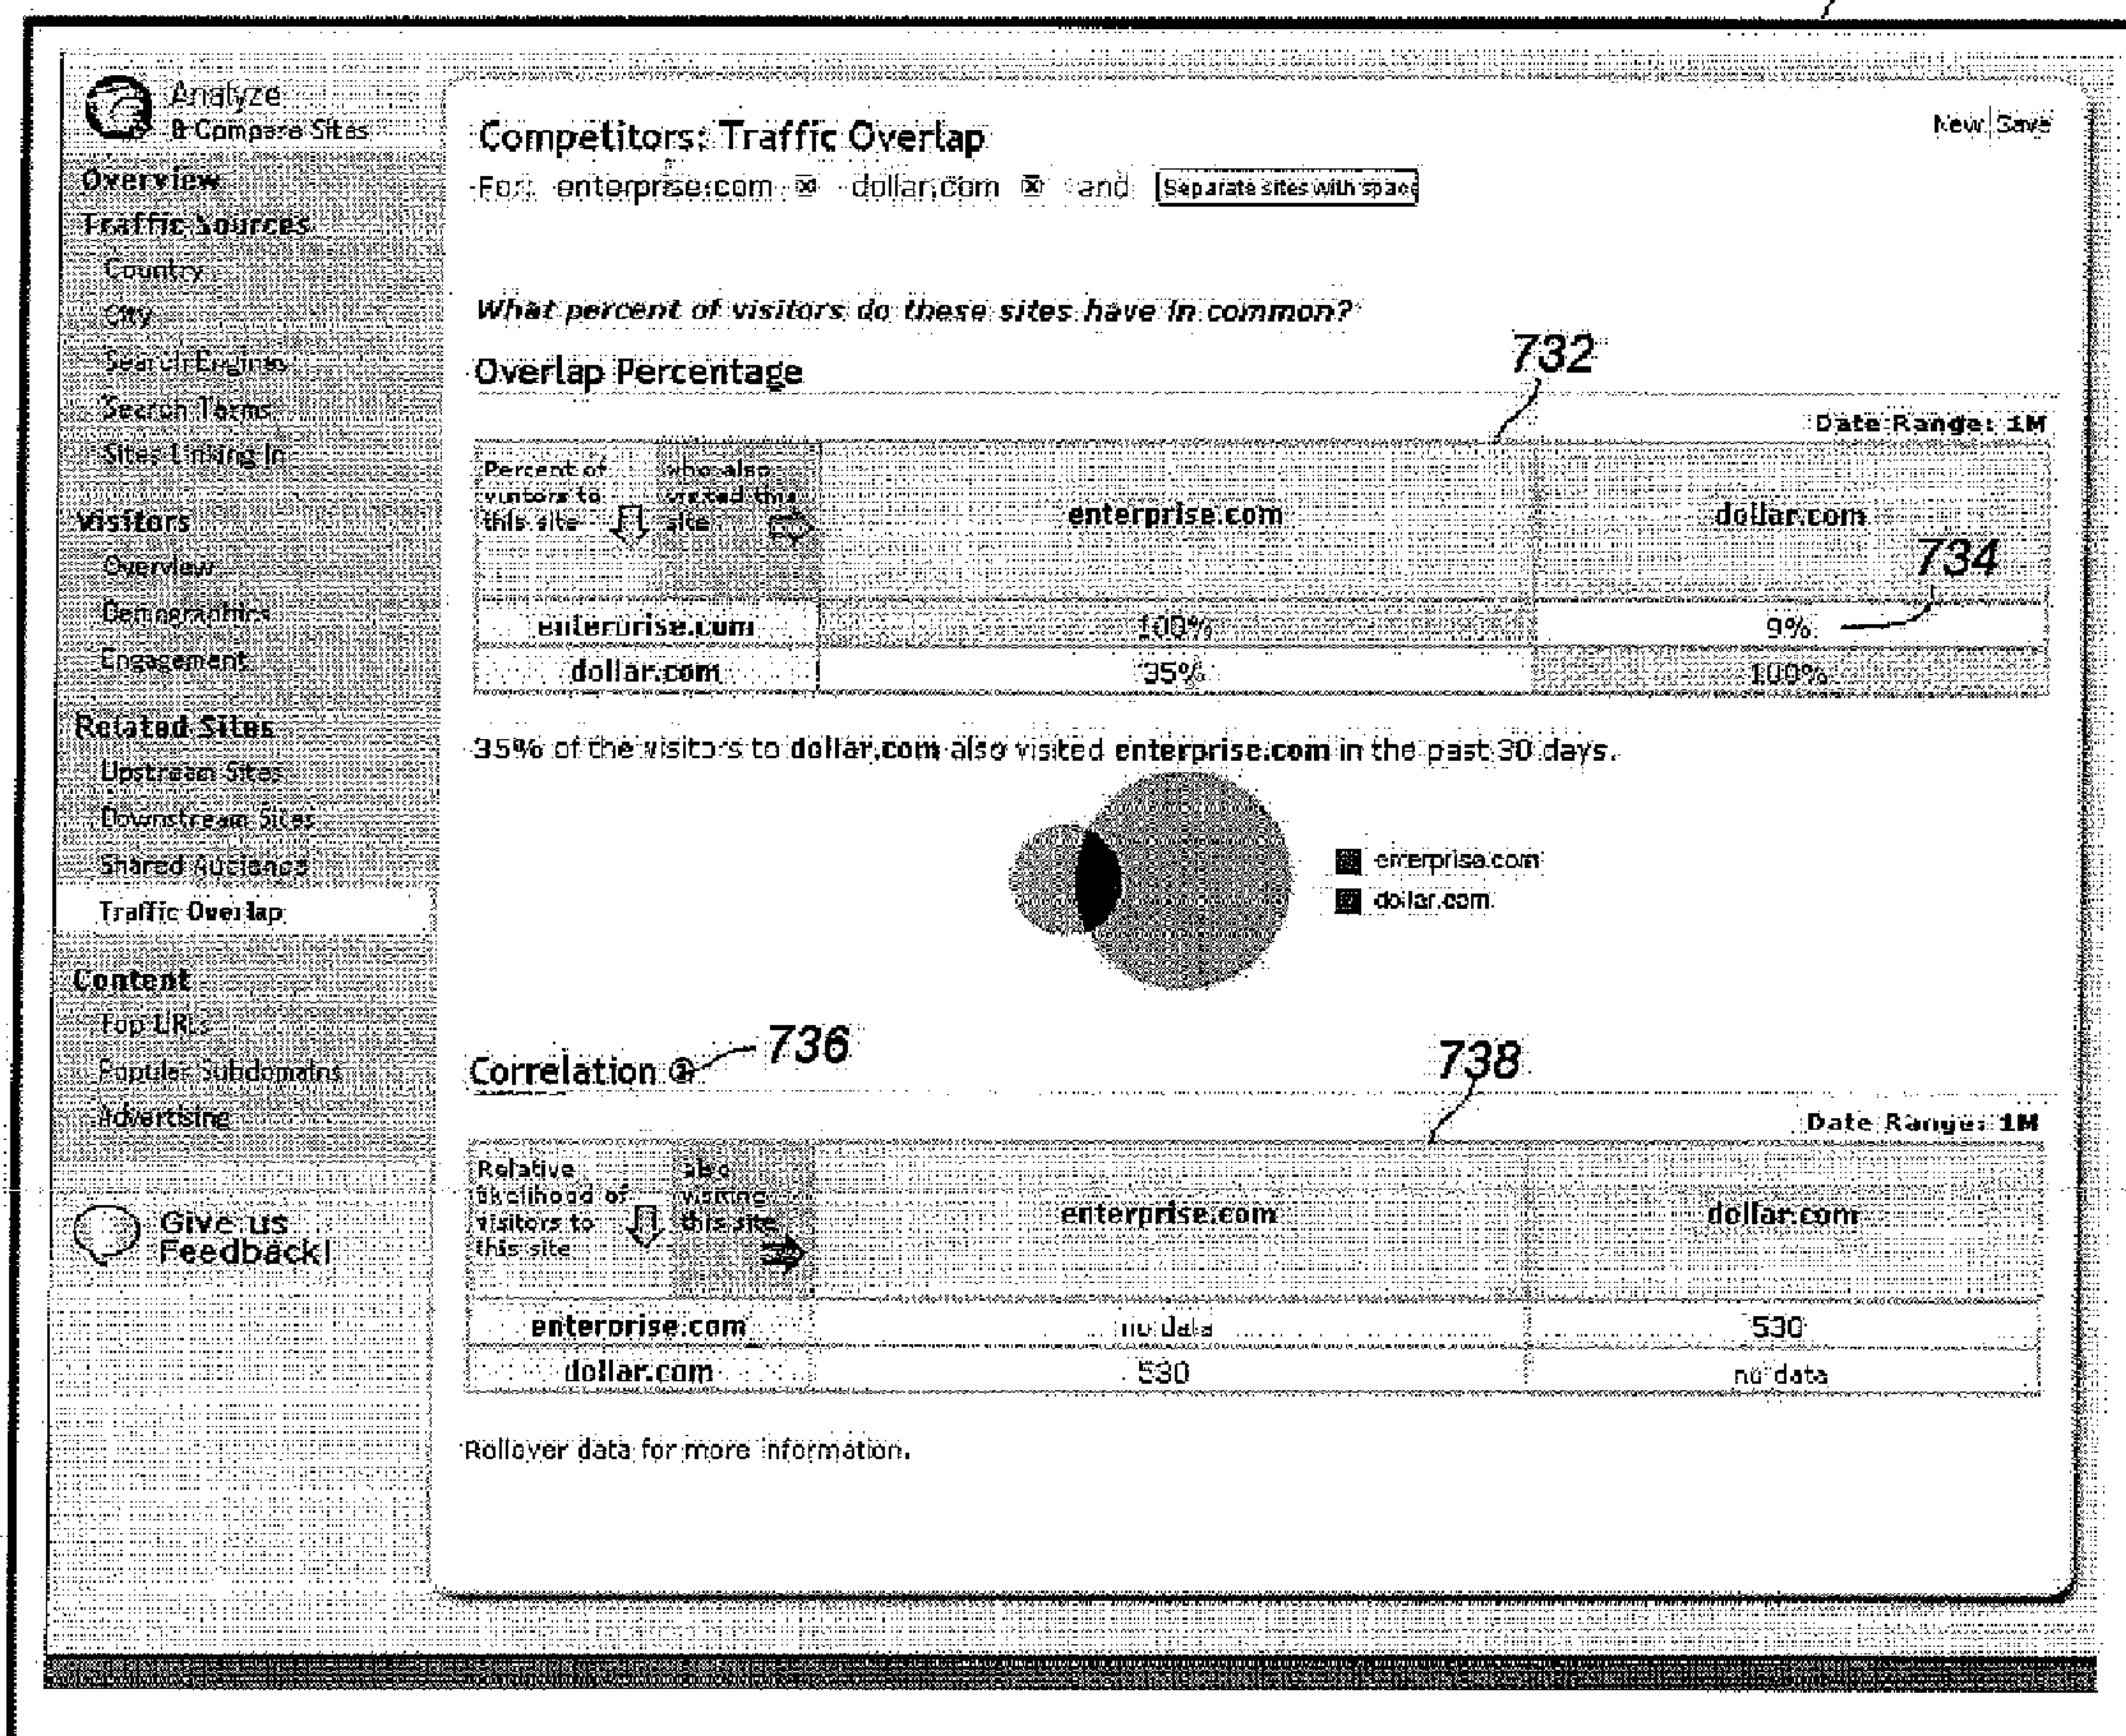 Analyze
& Compare Sites
Overview
Traffic Sources
Country
City
Search Engines
Search Terms
Sites Linking In
Visitors
Overview
Demographics
Engagement
Related Sites
Upstream Sites
Downstream Sites
Shared Audience
Traffic Overlap
Content
Top URLs
Popular Subdomains
Advertising
Give us
Feedback!
New Save
Competitors: Traffic Overlap
For: enterprise.com dollar.com and Separate sites with space
What percent of visitors do these sites have in common?
732
Overlap Percentage
Date Range: 1M
Percent of visitors to this site
who also visited this site
enterprise.com dollar.com
734
enterprise.com 100% 9%
dollar.com 35% 100%
35% of the visitors to dollar.com also visited enterprise.com in the past 30 days.
enterprise.com
dollar.com
Correlation 736
738
Date Range: 1M
Relative likelihood of visitors to this site
also visiting this site
enterprise.com dollar.com
enterprise.com no data 530
dollar.com 530 no data
Rollover data for more information.